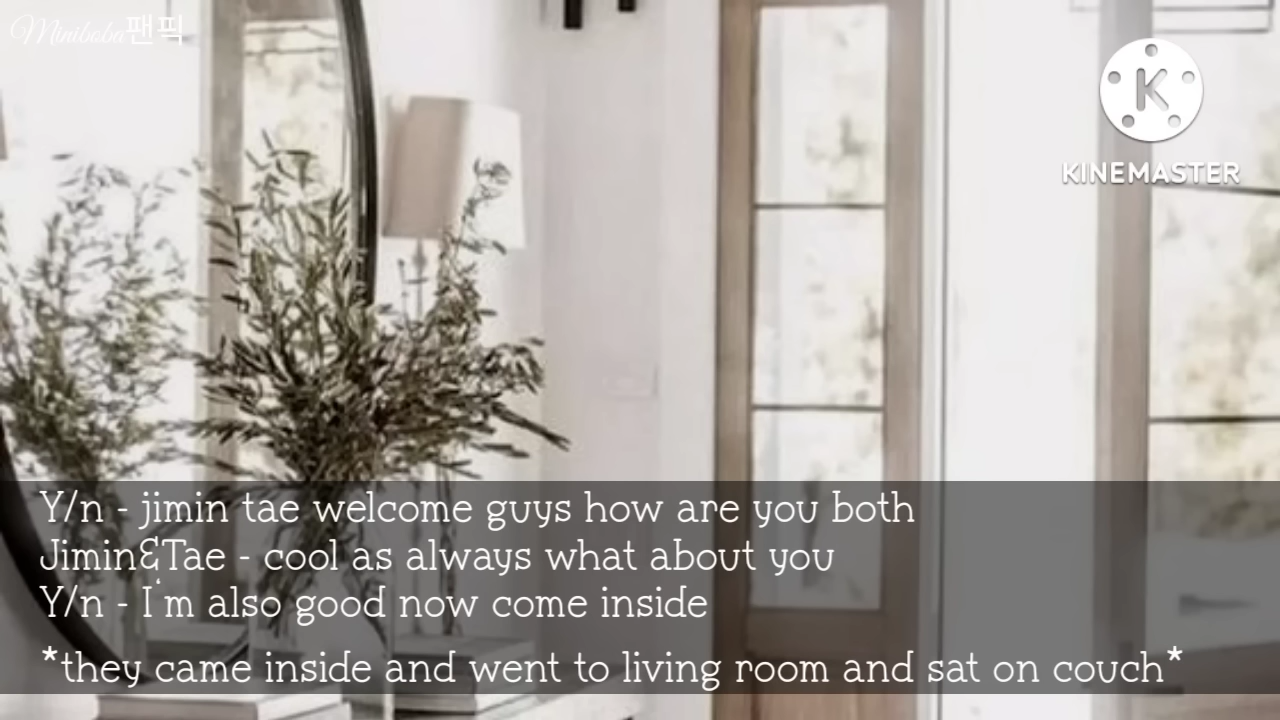 Miniboba팬픽
KINEMASTER
Y/n - jimin tae welcome guys how are you both
Jimin&Tae - cool as always what about you
Y/n - I'm also good now come inside
*they came inside and went to living room and sat on couch*